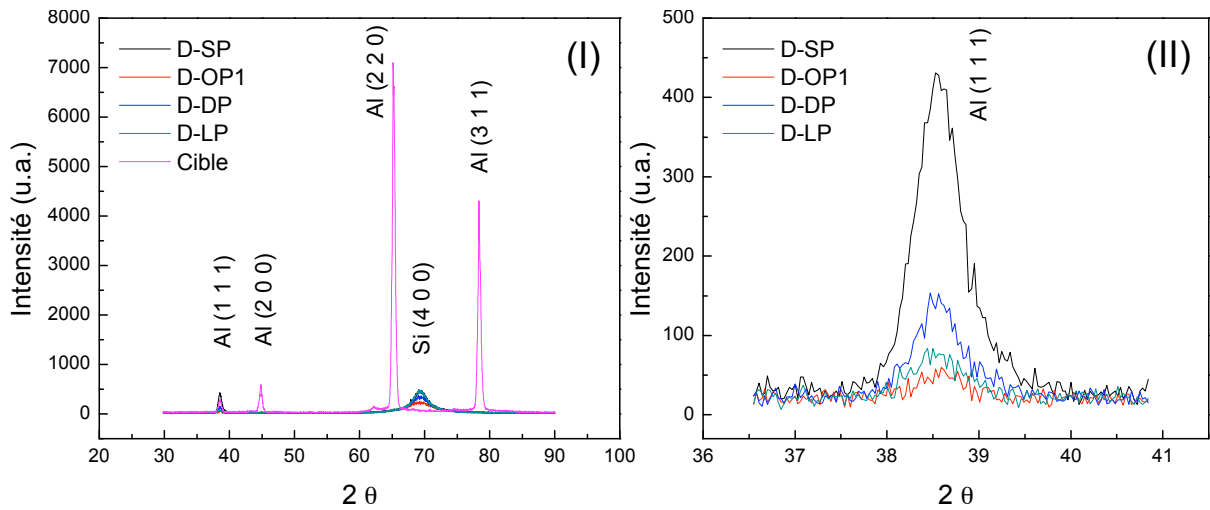 (I)
D-SP
D-OP1
D-DP
D-LP
Cible
Al (1 1 1)
Al (2 0 0)
Al (2 2 0)
Si (4 0 0)
Al (3 1 1)
8000
7000
6000
5000
4000
3000
2000
1000
0
Intensité (u.a.)
20 30 40 50 60 70 80 90 100
2 θ
(II)
D-SP
D-OP1
D-DP
D-LP
Al (1 1 1)
500
400
300
200
100
0
Intensité (u.a.)
36 37 38 39 40 41
2 θ